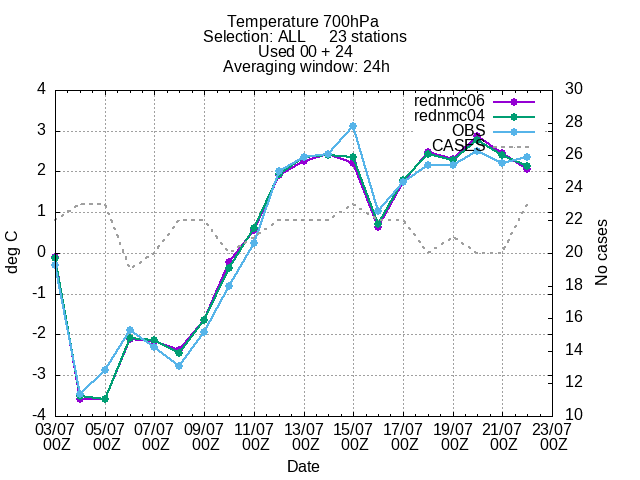 Temperature 700hPa
Selection: ALL 23 stations
Used 00 + 24
Averaging window: 24h
rednmc06
rednmc04
OBS
CASES
deg C
4
3
2
1
0
-1
-2
-3
-4
No cases
30
28
26
24
22
20
18
16
14
12
10
03/07 05/07 07/07 09/07 11/07 13/07 15/07 17/07 19/07 21/07 23/07
00Z 00Z 00Z 00Z 00Z 00Z 00Z 00Z 00Z 00Z 00Z
Date